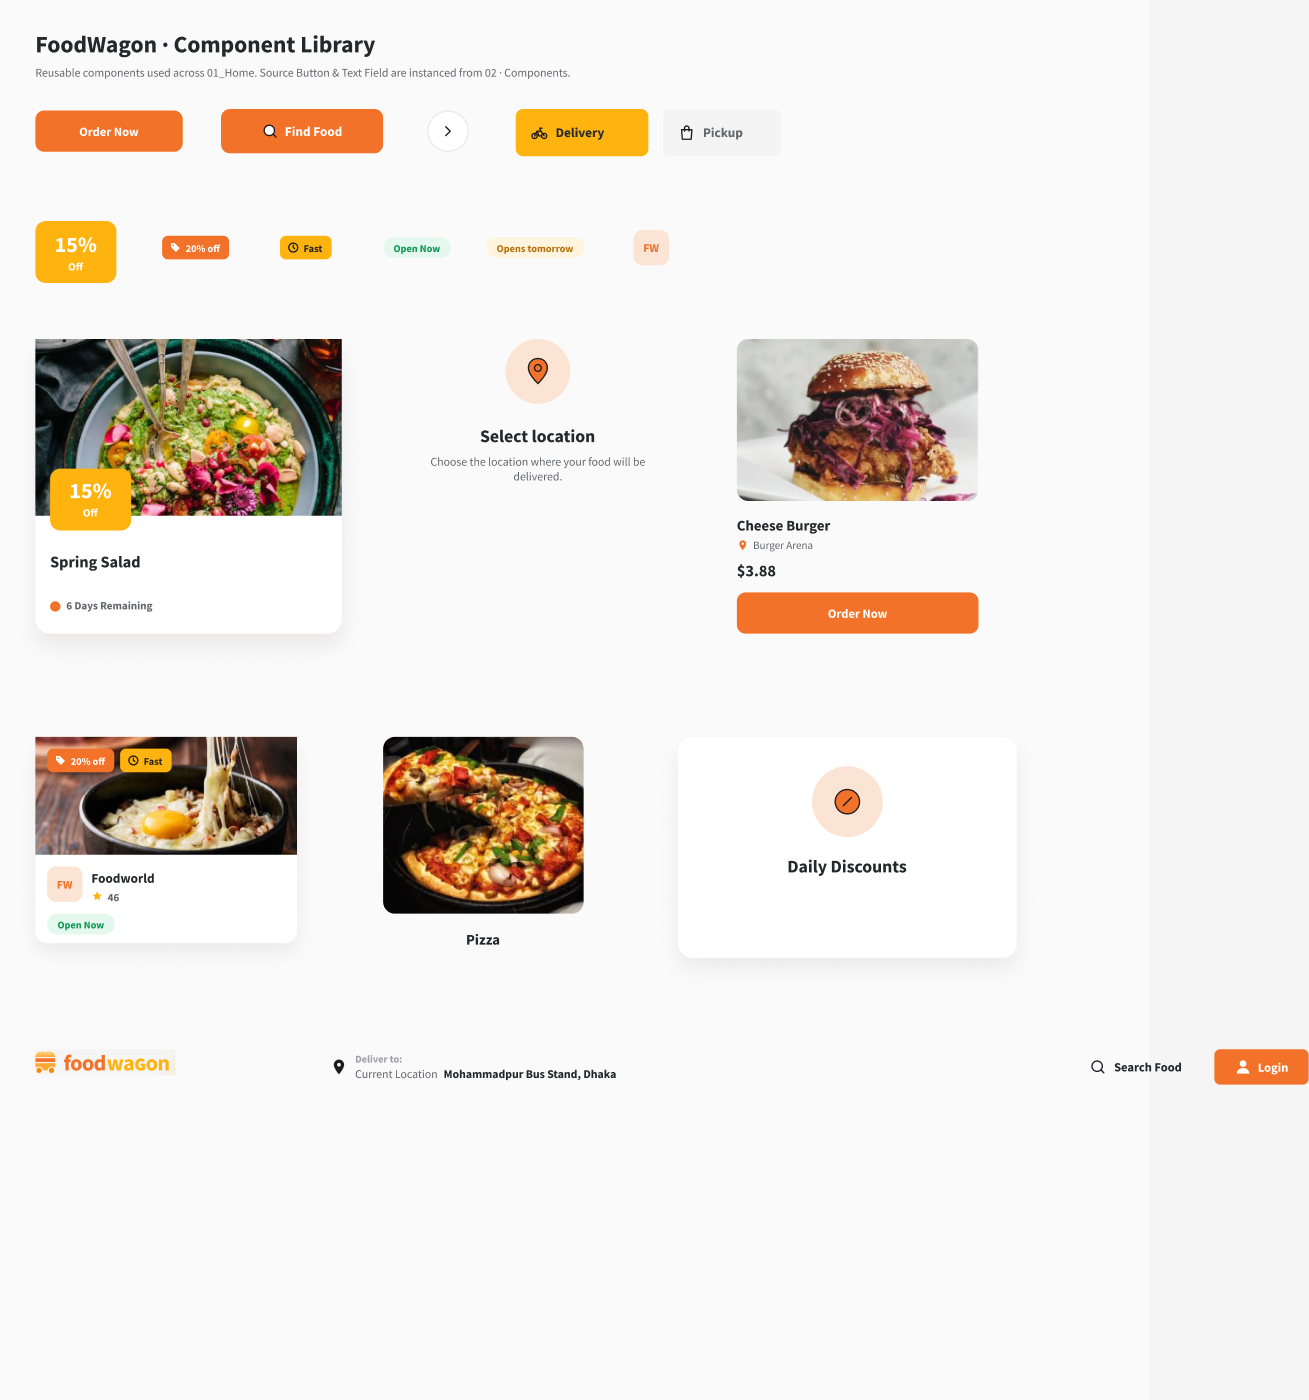 FoodWagon · Component Library
Reusable components used across 01_Home. Source Button & Text Field are instanced from 02 · Components.
Order Now
Find Food
Delivery
Pickup
15%
Off
20% off
Fast
Open Now
Opens tomorrow
FW
15%
Off
Spring Salad
6 Days Remaining
Select location
Choose the location where your food will be
delivered.
Cheese Burger
Burger Arena
$3.88
Order Now
20% off
Fast
FW
Foodworld
46
Open Now
Pizza
Daily Discounts
foodwagon
Deliver to:
Current Location Mohammadpur Bus Stand, Dhaka
Search Food
Login